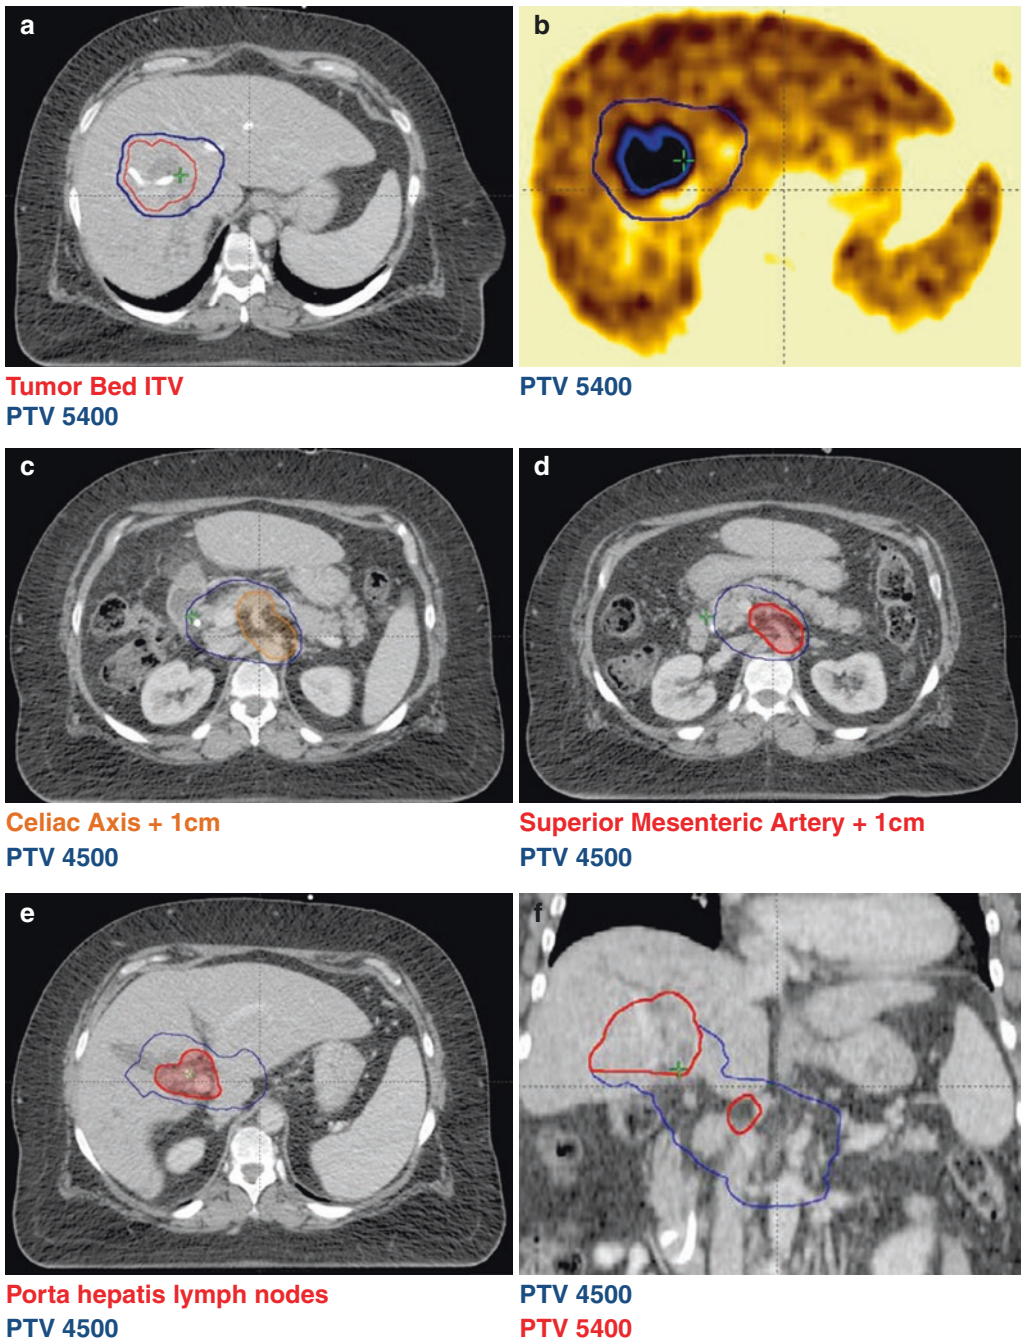 a
b
Tumor Bed ITV
PTV 5400
PTV 5400
c
d
Celiac Axis + 1cm
PTV 4500
Superior Mesenteric Artery + 1cm
PTV 4500
e
f
Porta hepatis lymph nodes
PTV 4500
PTV 4500
PTV 5400